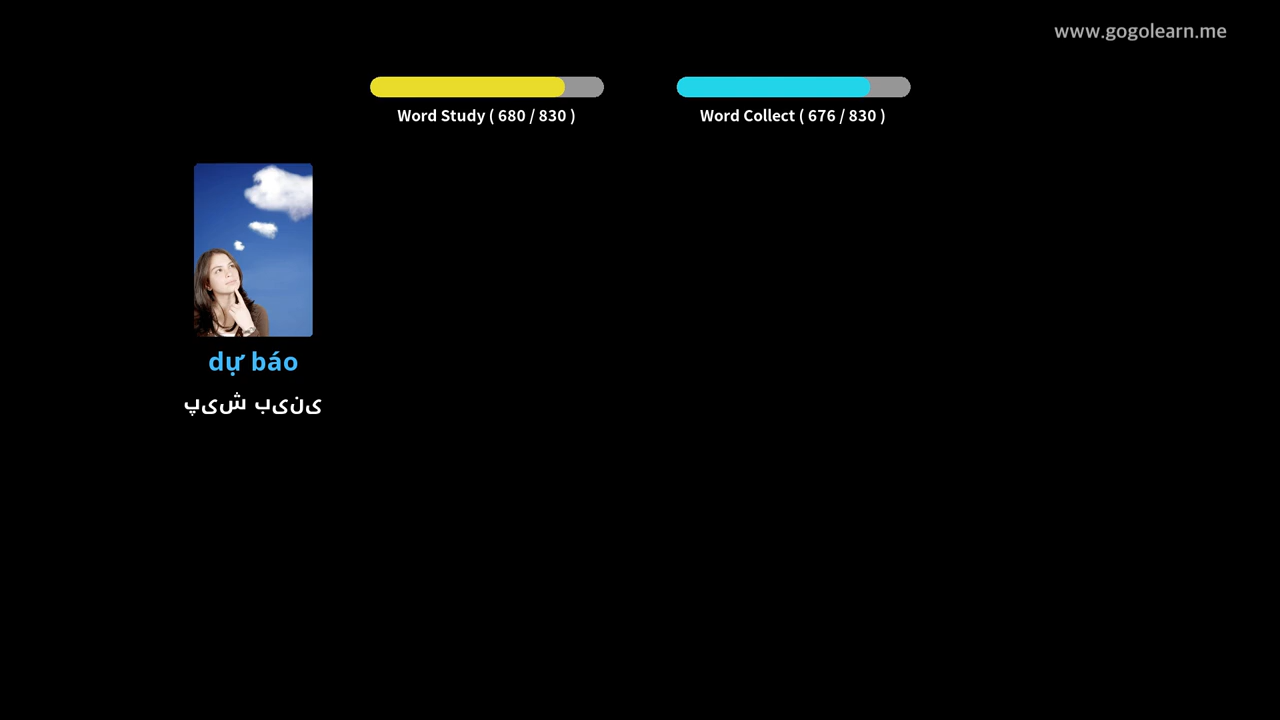 www.gogolearn.me
Word Study ( 680 / 830 )
Word Collect ( 676 / 830 )
dự báo
پیش بینی